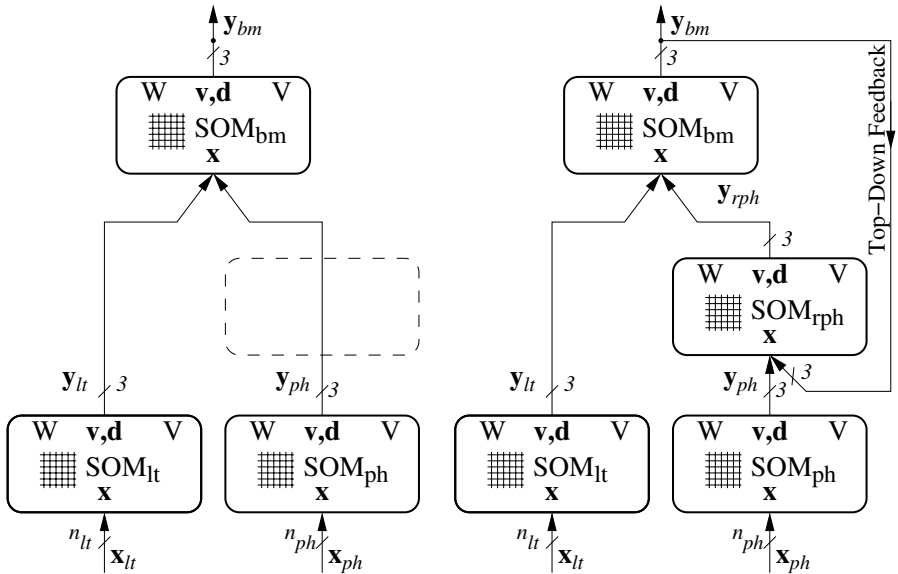 y_bm
3
W v,d V
SOM_bm
x
y_lt 3
y_ph 3
W v,d V
SOM_lt
x
W v,d V
SOM_ph
x
n_lt
x_lt
n_ph
x_ph
y_bm
3
Top-Down Feedback
W v,d V
SOM_bm
x
y_rph
3
W v,d V
SOM_rph
x
y_lt 3
y_ph 3
3
W v,d V
SOM_lt
x
W v,d V
SOM_ph
x
n_lt
x_lt
n_ph
x_ph